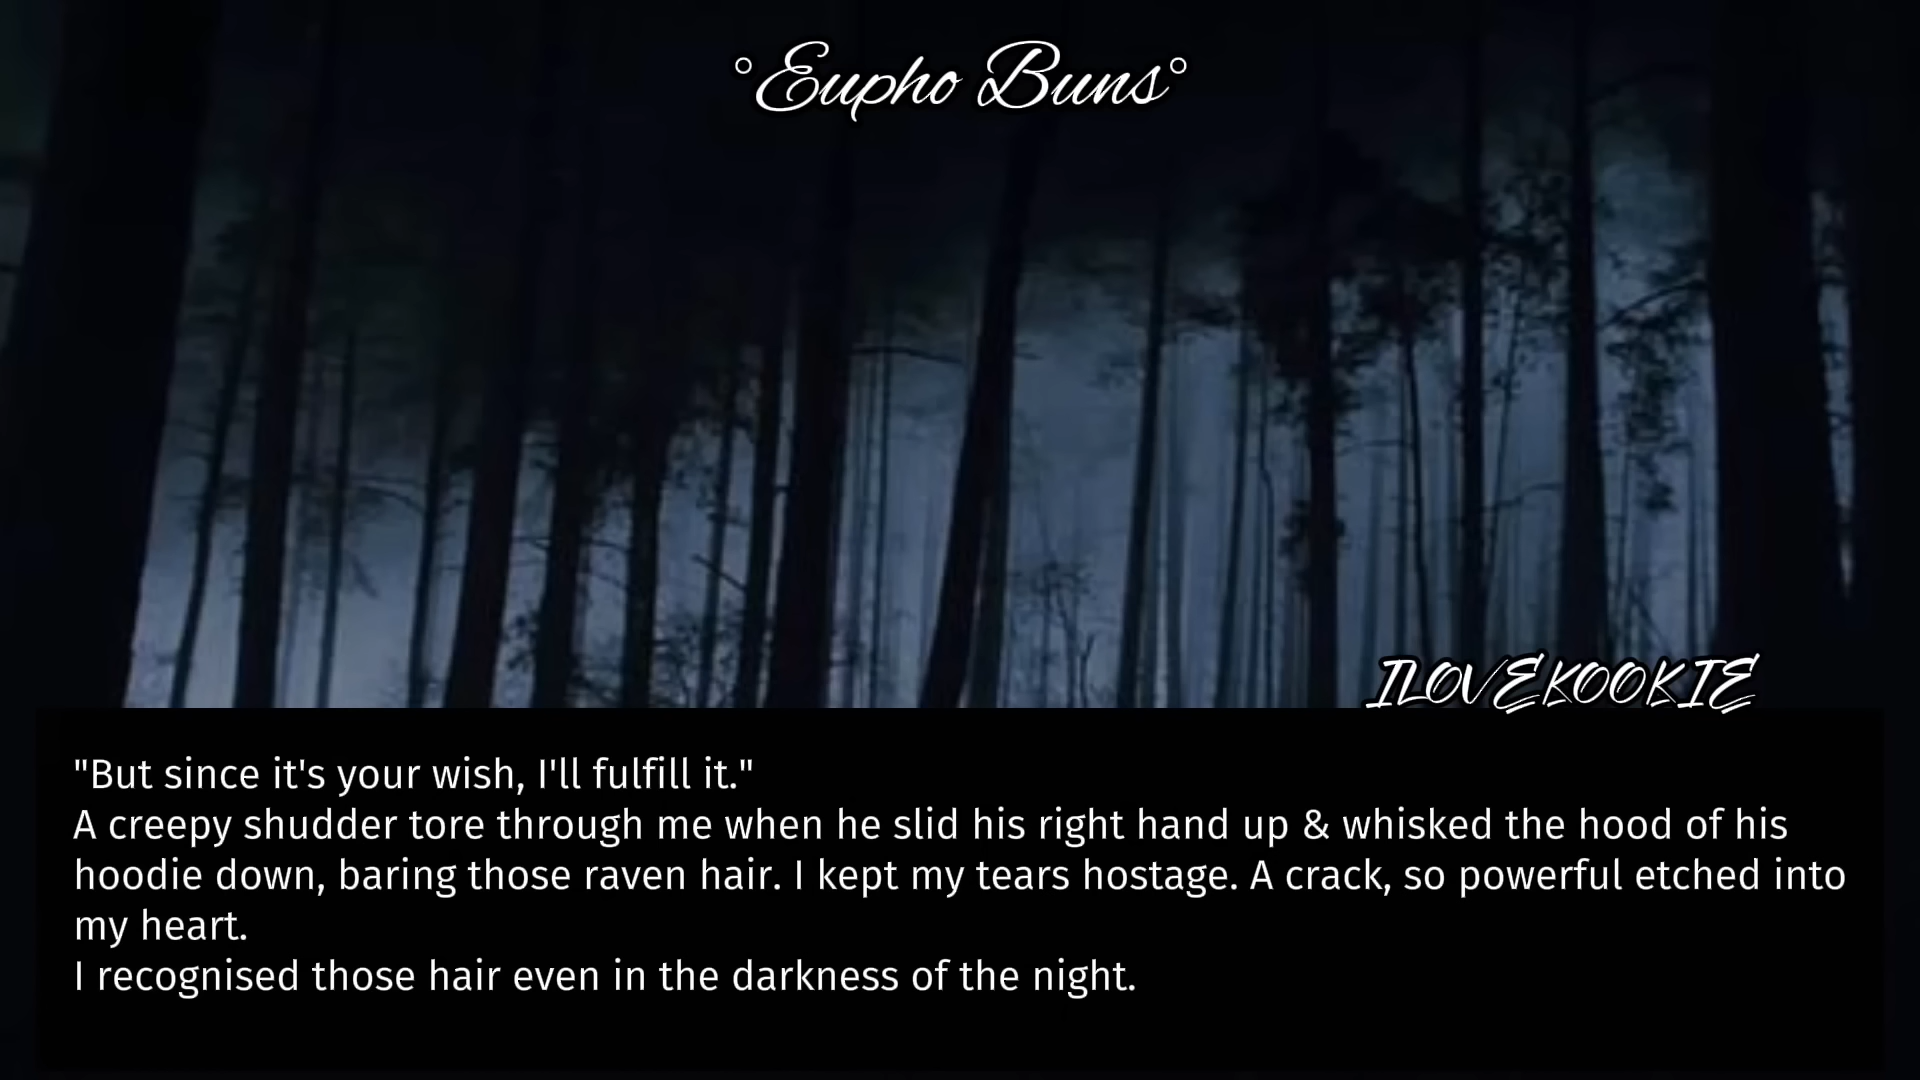 °Eupho Buns°
ILOVEKOOKIE
"But since it's your wish, I'll fulfill it."
A creepy shudder tore through me when he slid his right hand up & whisked the hood of his
hoodie down, baring those raven hair. I kept my tears hostage. A crack, so powerful etched into
my heart.
I recognised those hair even in the darkness of the night.